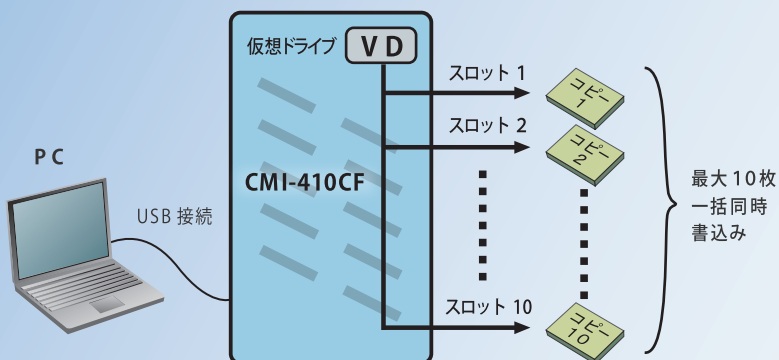 仮想ドライブ
VD
スロット 1
コピー
1
スロット 2
コピー
2
PC
CMI-410CF
USB 接続
最大10枚
一括同時
書込み
スロット 10
コピー
10